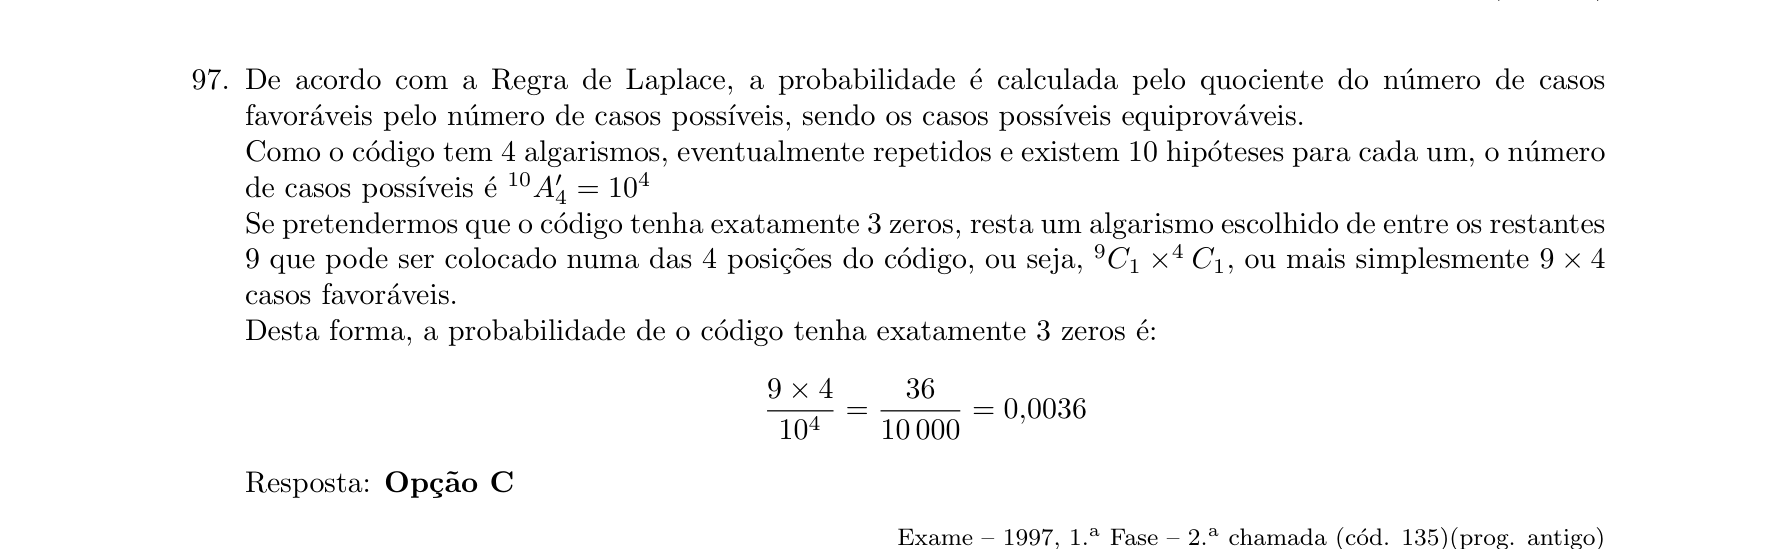 97. De acordo com a Regra de Laplace, a probabilidade é calculada pelo quociente do número de casos
favoráveis pelo número de casos possíveis, sendo os casos possíveis equiprováveis.
Como o código tem 4 algarismos, eventualmente repetidos e existem 10 hipóteses para cada um, o número
de casos possíveis é $^{10}A'_4 = 10^4$
Se pretendermos que o código tenha exatamente 3 zeros, resta um algarismo escolhido de entre os restantes
9 que pode ser colocado numa das 4 posições do código, ou seja, $^9C_1 \times ^4 C_1$, ou mais simplesmente 9 × 4
casos favoráveis.
Desta forma, a probabilidade de o código tenha exatamente 3 zeros é:
$\frac{9 \times 4}{10^4} = \frac{36}{10\,000} = 0,0036$
Resposta: Opção C
Exame – 1997, 1.ª Fase – 2.ª chamada (cód. 135)(prog. antigo)